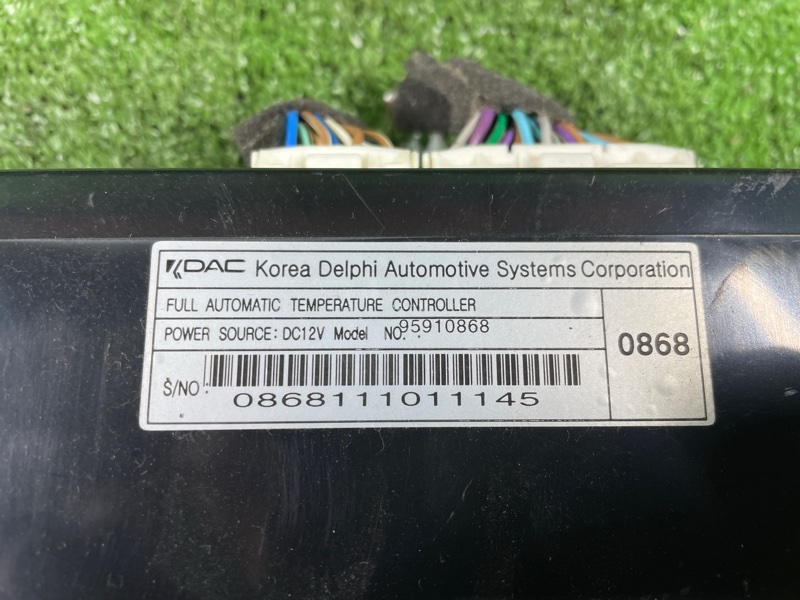 KDAC Korea Delphi Automotive Systems Corporation
FULL AUTOMATIC TEMPERATURE CONTROLLER
POWER SOURCE: DC12V Model NO. 95910868
0868
S/NO:
0868111011145